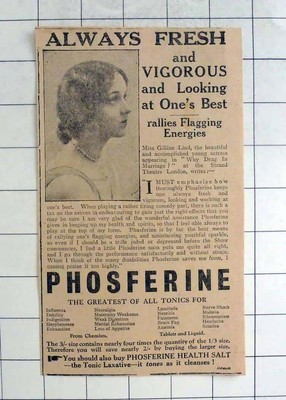 ALWAYS FRESH
and
VIGOROUS
and Looking
at One's Best
rallies Flagging
Energies
Miss Gillian Lind, the beautiful
and accomplished young actress
appearing in "Why Drag In
Marriage?" at the Strand
Theatre London, writes:—
"I MUST emphasise how
thoroughly Phosferine keeps
one always fresh and
vigorous, looking and working at
one's best. When playing a rather tiring comedy part, there is such a
tax on the nerves in endeavouring to gain just the right effects that you
may be sure I am very glad of the wonderful assistance Phosferine
gives in keeping up my health and spirits, so that I feel able always to
play at the top of my form. Phosferine is by far the best means
of rallying one's flagging energies, and maintaining youthful sparkle,
so even if I should be a trifle jaded or depressed before the Show
commences, I find a little Phosferine soon puts me quite all right,
and I go through the performance satisfactorily and without strain.
When I think of the many disabilities Phosferine saves me from, I
cannot praise it too highly."
PHOSFERINE
THE GREATEST OF ALL TONICS FOR
Influenza Neuralgia Lassitude Nerve Shock
Debility Maternity Weakness Neuritis Malaria
Indigestion Weak Digestion Faintness Rheumatism
Sleeplessness Mental Exhaustion Brain Fag Headache
Exhaustion Loss of Appetite Anæmia Sciatica
From Chemists. Tablets and Liquid.
The 3/- size contains nearly four times the quantity of the 1/3 size.
Therefore you will save nearly 2/- by buying the larger size.
You should also buy PHOSFERINE HEALTH SALT
—the Tonic Laxative—it tones as it cleanses!